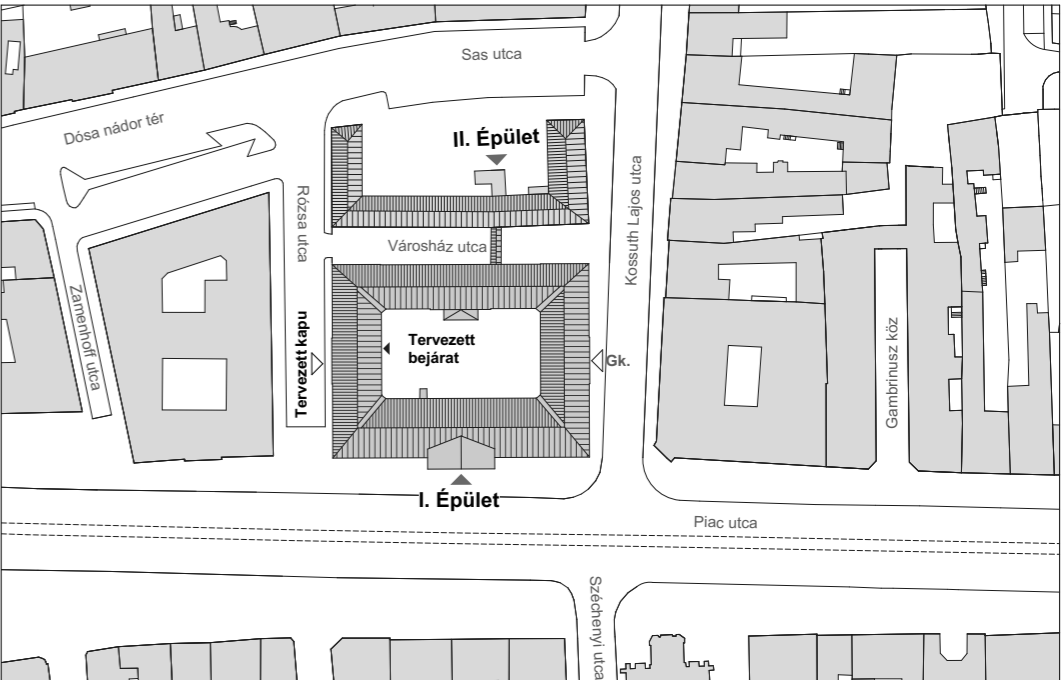 Sas utca
Dósa nádor tér
II. Épület
Rózsa utca
Kossuth Lajos utca
Városház utca
Zamenhoff utca
Tervezett kapu
Tervezett
bejárat
Gk.
Gambrinusz köz
I. Épület
Piac utca
Széchenyi utca